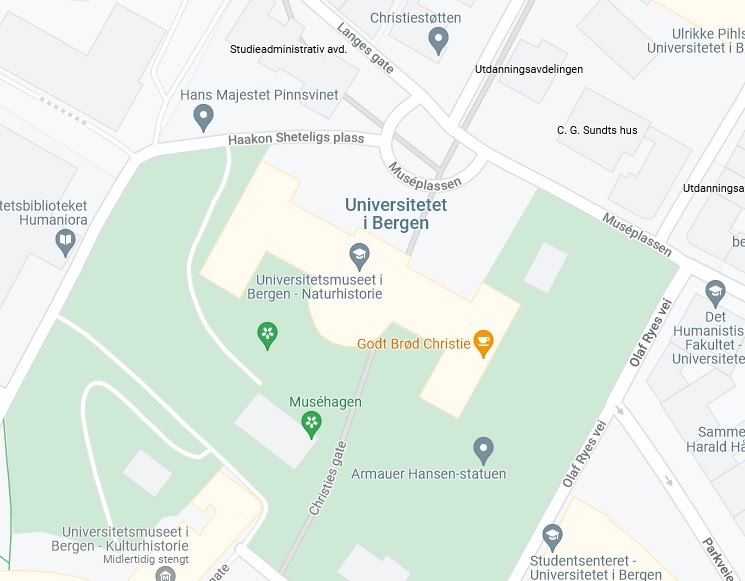 Christiestøtten
Ulrikke Pihls
Universitetet i B
Langes gate
Studieadministrativ avd.
Utdanningsavdelingen
Hans Majestet Pinnsvinet
C. G. Sundts hus
Haakon Sheteligs plass
Muséplassen
Utdanningsa
tetsbiblioteket
Humaniora
Universitetet
i Bergen
Muséplassen
be
Universitetsmuseet i
Bergen - Naturhistorie
Det
Humanistis
Fakultet -
Universitete
Olaf Ryes vei
Godt Brød Christie
Muséhagen
Olaf Ryes vei
Samme
Harald Hå
Christies gate
Armauer Hansen-statuen
Universitetsmuseet i
Bergen - Kulturhistorie
Midlertidig stengt
gate
Studentsenteret -
Universitetet i Bergen
Parkveie